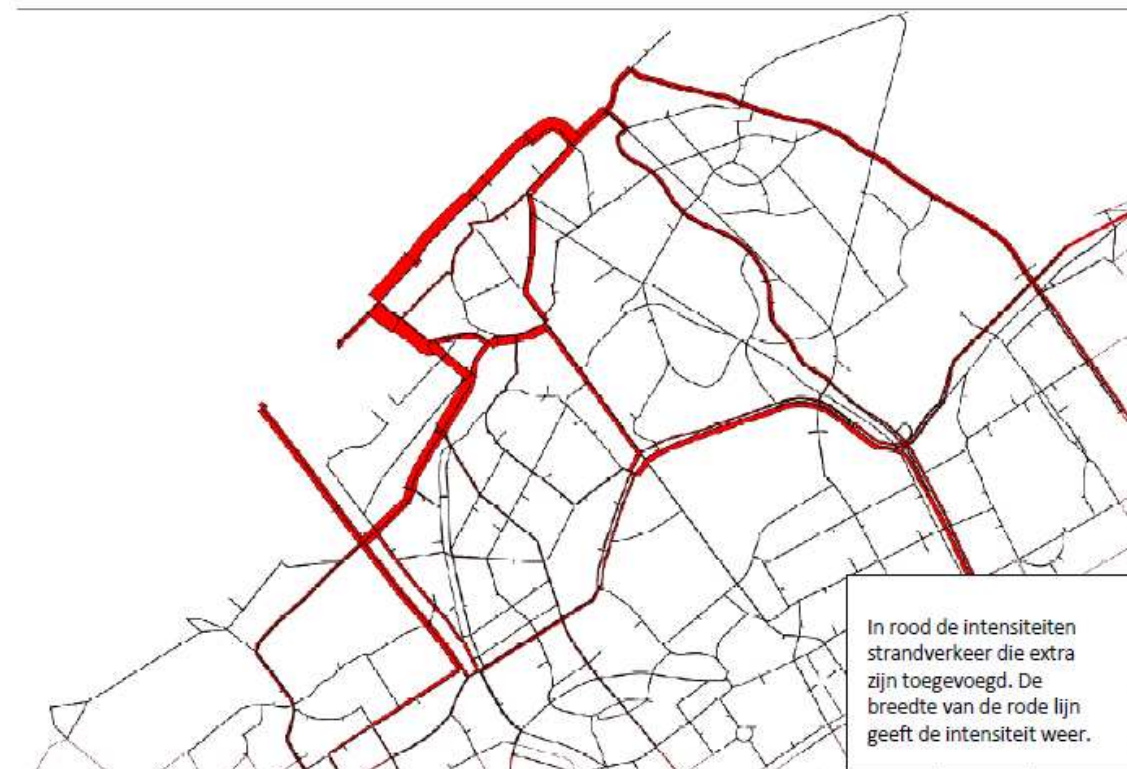 In rood de intensiteiten
strandverkeer die extra
zijn toegevoegd. De
breedte van de rode lijn
geeft de intensiteit weer.